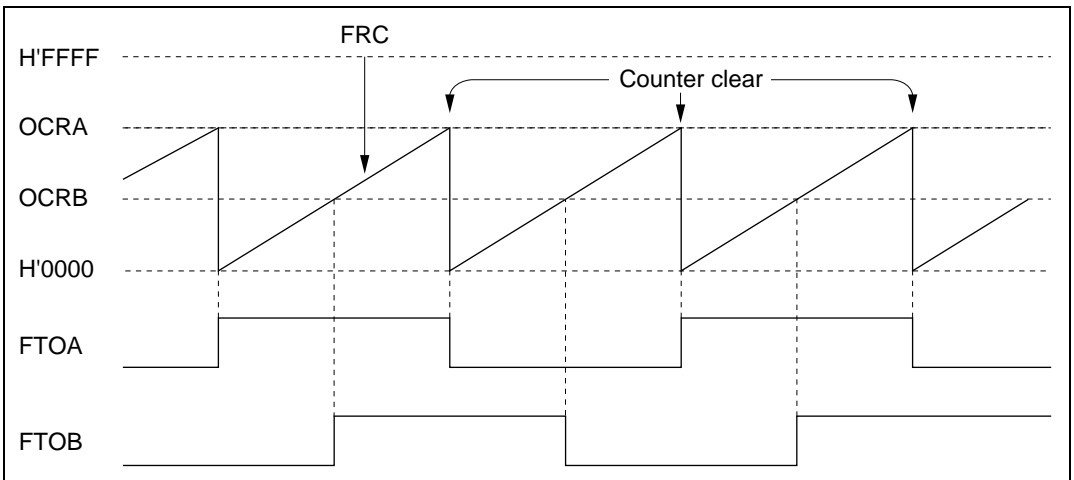 FRC
H'FFFF
Counter clear
OCRA
OCRB
H'0000
FTOA
FTOB